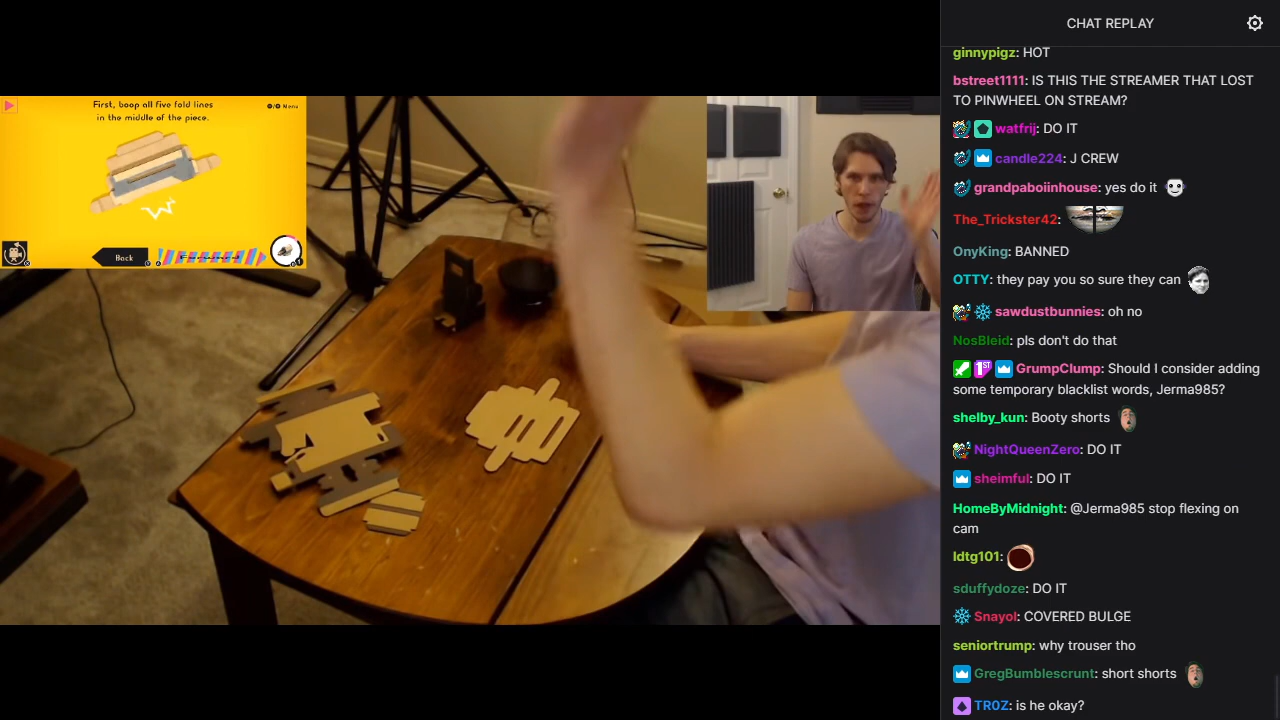 First, boop all five fold lines
in the middle of the piece.
Menu
Back
CHAT REPLAY
ginnypigz: HOT
bstreet1111: IS THIS THE STREAMER THAT LOST
TO PINWHEEL ON STREAM?
watfrij: DO IT
candle224: J CREW
grandpaboiinhouse: yes do it
The_Trickster42:
OnyKing: BANNED
OTTY: they pay you so sure they can
sawdustbunnies: oh no
NosBleid: pls don't do that
1ST GrumpClump: Should I consider adding
some temporary blacklist words, Jerma985?
shelby_kun: Booty shorts
NightQueenZero: DO IT
sheimful: DO IT
HomeByMidnight: @Jerma985 stop flexing on
cam
ldtg101:
sduffydoze: DO IT
Snayol: COVERED BULGE
seniortrump: why trouser tho
GregBumblescrunt: short shorts
TR0Z: is he okay?